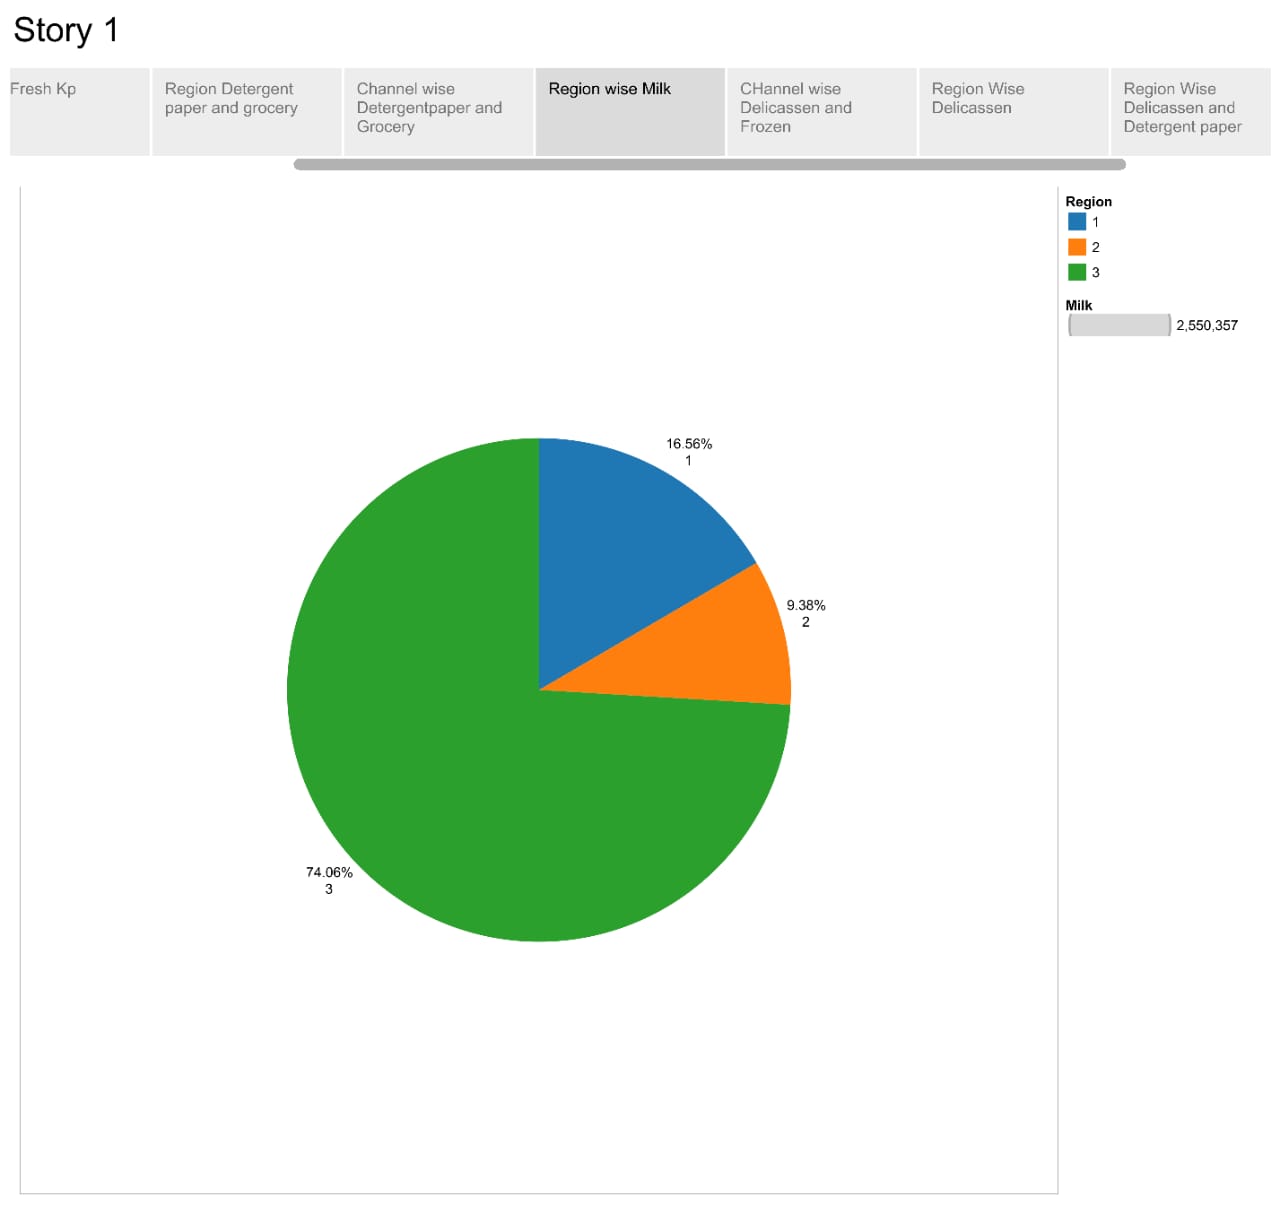 Story 1
Fresh Kp
Region Detergent
paper and grocery
Channel wise
Detergentpaper and
Grocery
Region wise Milk
CHannel wise
Delicassen and
Frozen
Region Wise
Delicassen
Region Wise
Delicassen and
Detergent paper
Region
1
2
3
Milk
2,550,357
16.56%
1
9.38%
2
74.06%
3